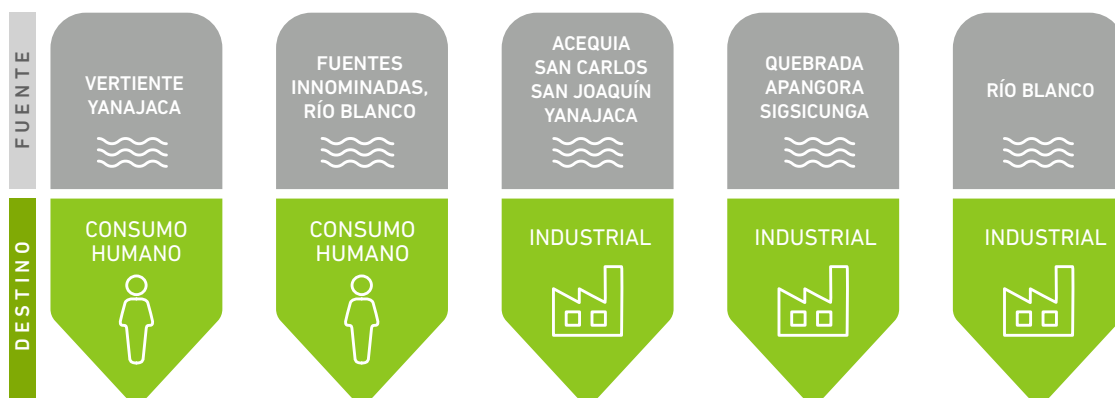 FUENTE
VERTIENTE
YANAJACA
FUENTES
INNOMINADAS,
RÍO BLANCO
ACEQUIA
SAN CARLOS
SAN JOAQUÍN
YANAJACA
QUEBRADA
APANGORA
SIGSICUNGA
RÍO BLANCO
DESTINO
CONSUMO
HUMANO
CONSUMO
HUMANO
INDUSTRIAL
INDUSTRIAL
INDUSTRIAL